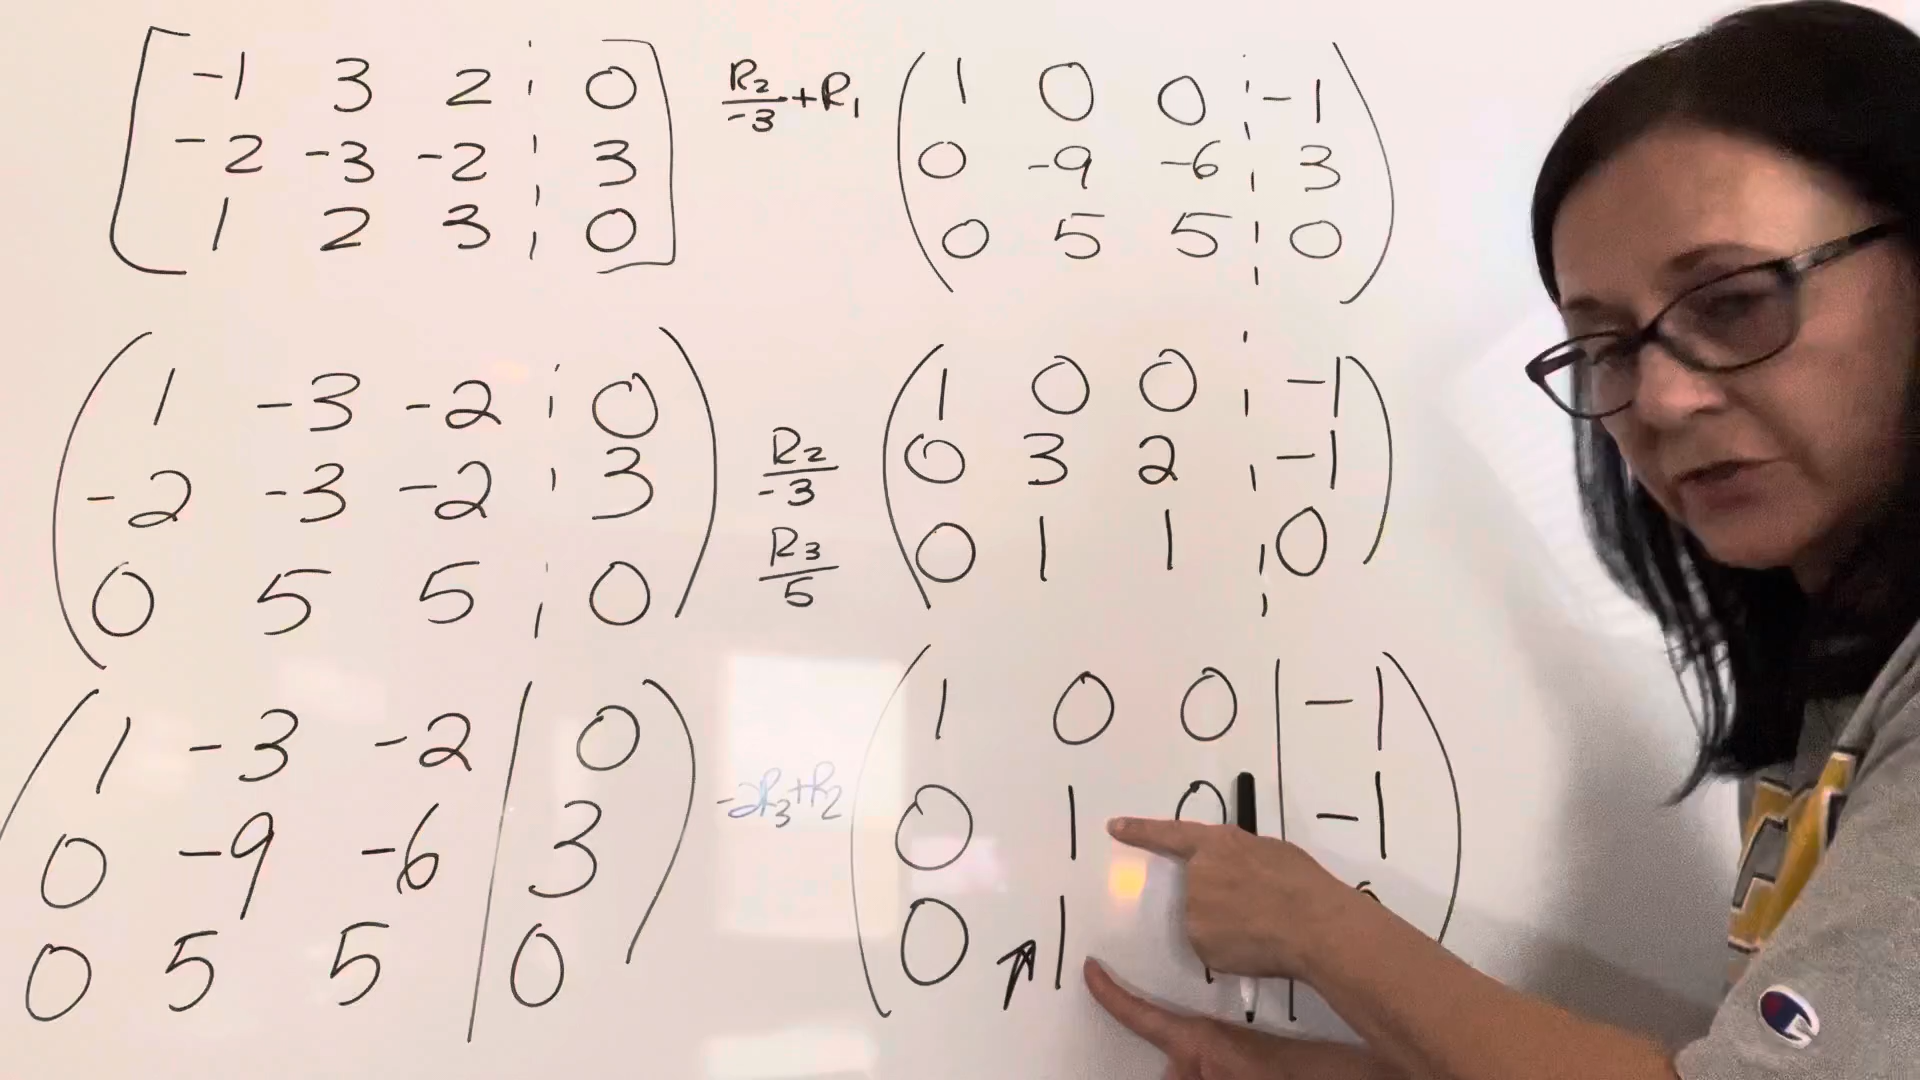 -1 3 2 ¦ 0
-2 -3 -2 ¦ 3
1 2 3 ¦ 0
1 -3 -2 ¦ 0
-2 -3 -2 ¦ 3
0 5 5 ¦ 0
1 -3 -2 | 0
0 -9 -6 | 3
0 5 5 | 0
R₂/-3 + R₁
1 0 0 ¦ -1
0 -9 -6 ¦ 3
0 5 5 ¦ 0
R₂/-3
R₃/5
1 0 0 ¦ -1
0 3 2 ¦ -1
0 1 1 ¦ 0
-2R₃+R₂
1 0 0 | -1
0 1 0 | -1
0 1